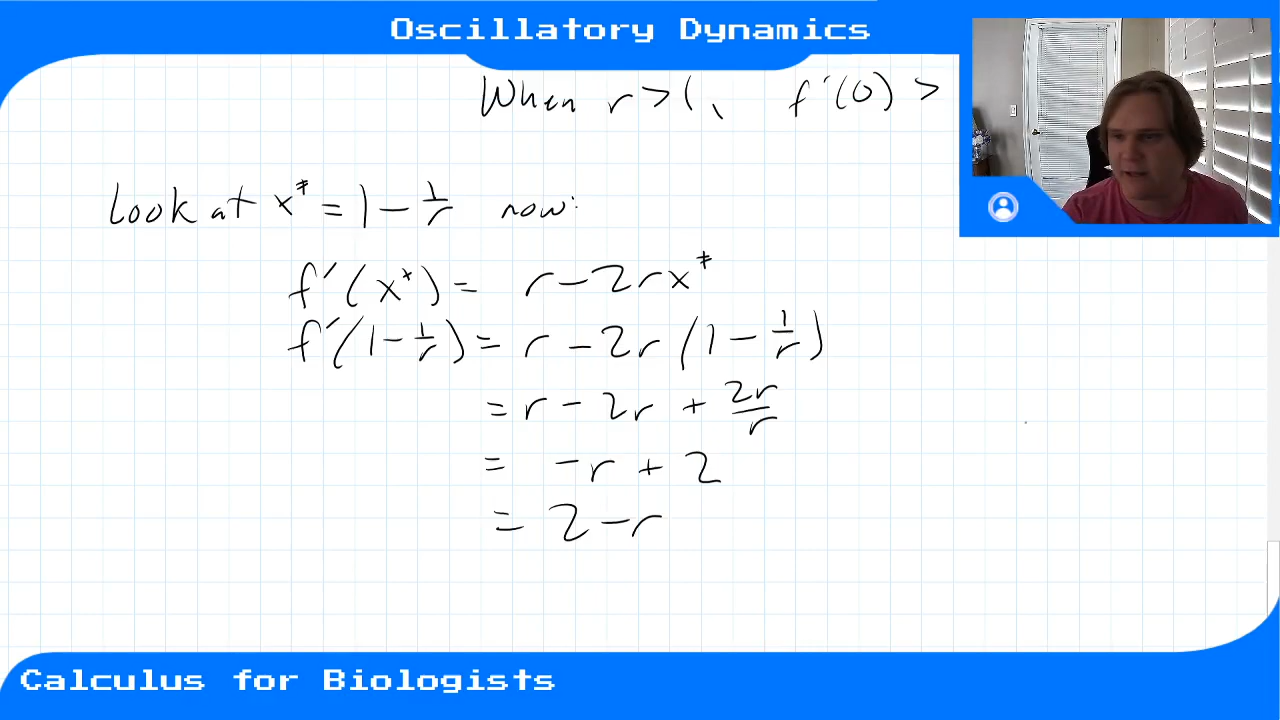 Oscillatory Dynamics
When r > 1, f'(0) >
Look at x* = 1 - 1/r now:
f'(x*) = r - 2rx*
f'(1 - 1/r) = r - 2r(1 - 1/r)
= r - 2r + 2r/r
= -r + 2
= 2 - r
Calculus for Biologists